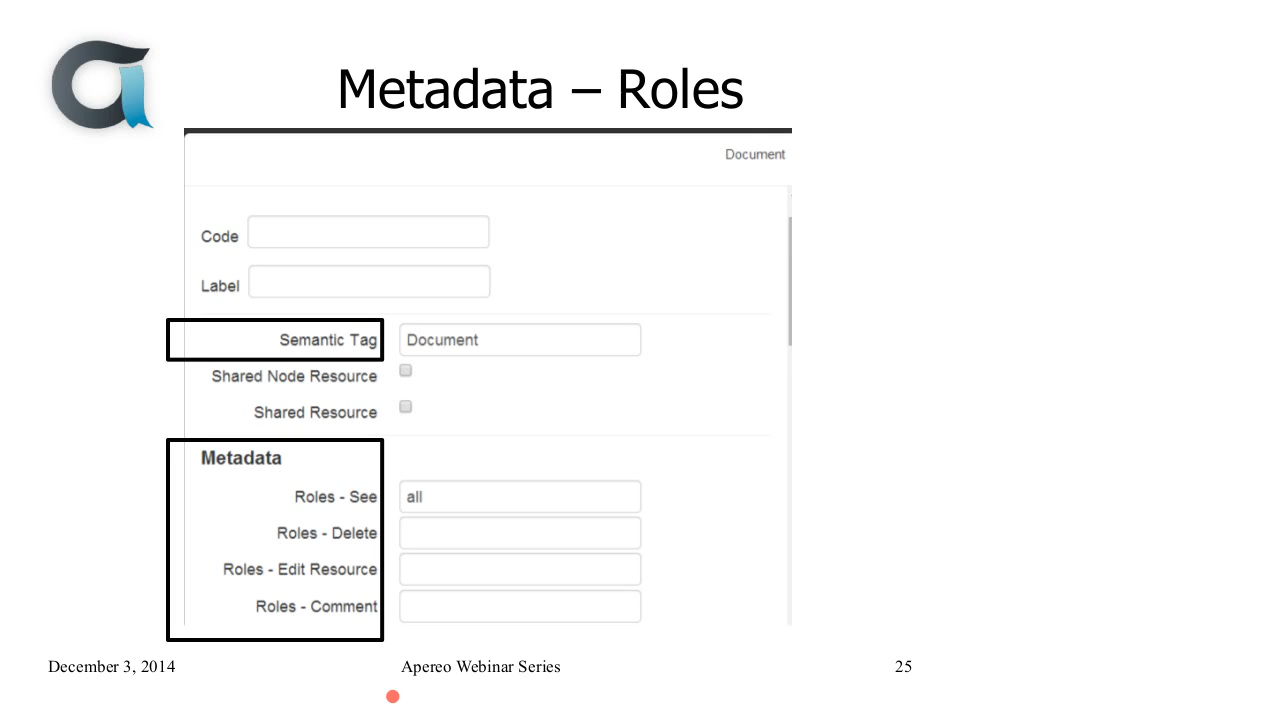 Metadata – Roles
Document
Code
Label
Semantic Tag Document
Shared Node Resource
Shared Resource
Metadata
Roles - See all
Roles - Delete
Roles - Edit Resource
Roles - Comment
December 3, 2014 Apereo Webinar Series 25